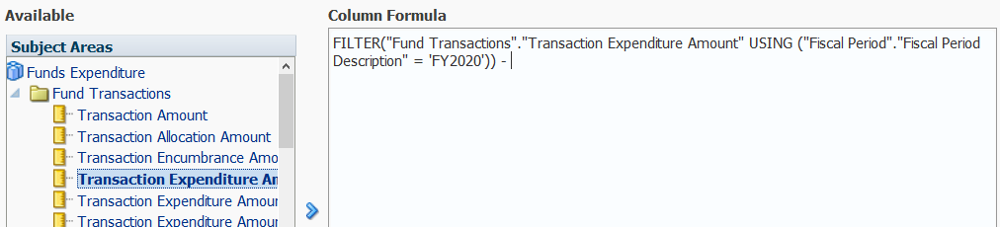 Available
Column Formula
Subject Areas
FILTER("Fund Transactions"."Transaction Expenditure Amount" USING ("Fiscal Period"."Fiscal Period
Description" = 'FY2020')) -
Funds Expenditure
Fund Transactions
Transaction Amount
Transaction Allocation Amount
Transaction Encumbrance Amo
Transaction Expenditure Am
Transaction Expenditure Amour
Transaction Expenditure Amour